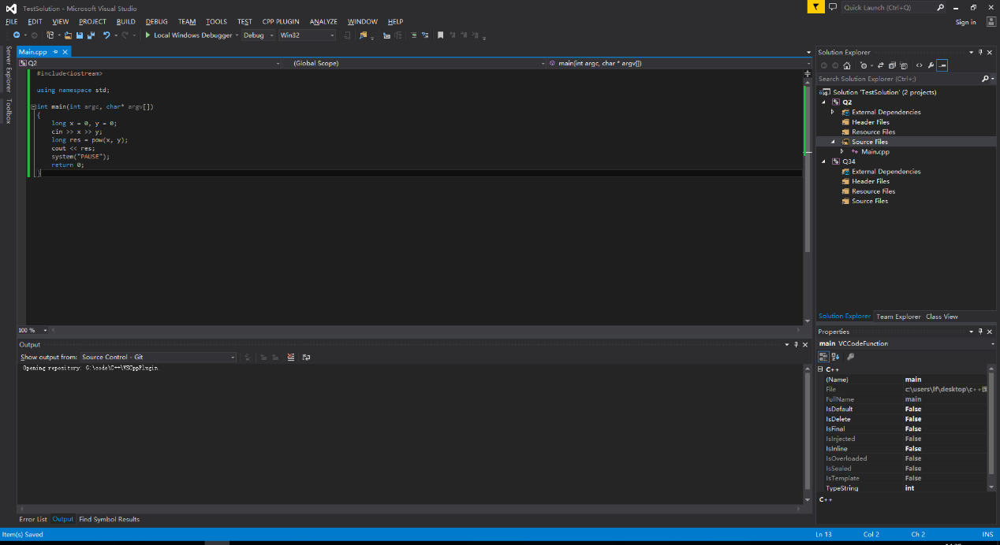 TestSolution - Microsoft Visual Studio
Quick Launch (Ctrl+Q)
FILE EDIT VIEW PROJECT BUILD DEBUG TEAM TOOLS TEST CPP PLUGIN ANALYZE WINDOW HELP
Sign in
Local Windows Debugger Debug Win32
Server Explorer
Toolbox
Main.cpp
Q2 (Global Scope) main(int argc, char * argv[])
#include<iostream>
using namespace std;
int main(int argc, char* argv[])
{
long x = 0, y = 0;
cin >> x >> y;
long res = pow(x, y);
cout << res;
system("PAUSE");
return 0;
}
100 %
Output
Show output from: Source Control - Git
Opening repository: G:\code\C++\VSCppPlugin
Error List Output Find Symbol Results
Solution Explorer
Search Solution Explorer (Ctrl+;)
Solution 'TestSolution' (2 projects)
Q2
External Dependencies
Header Files
Resource Files
Source Files
Main.cpp
Q34
External Dependencies
Header Files
Resource Files
Source Files
Solution Explorer Team Explorer Class View
Properties
main VCCodeFunction
C++
(Name) main
File c:\users\lf\desktop\c++
FullName main
IsDefault False
IsDelete False
IsFinal False
IsInjected False
IsInline False
IsOverloaded False
IsSealed False
IsTemplate False
TypeString int
C++
Item(s) Saved
Ln 13 Col 2 Ch 2 INS